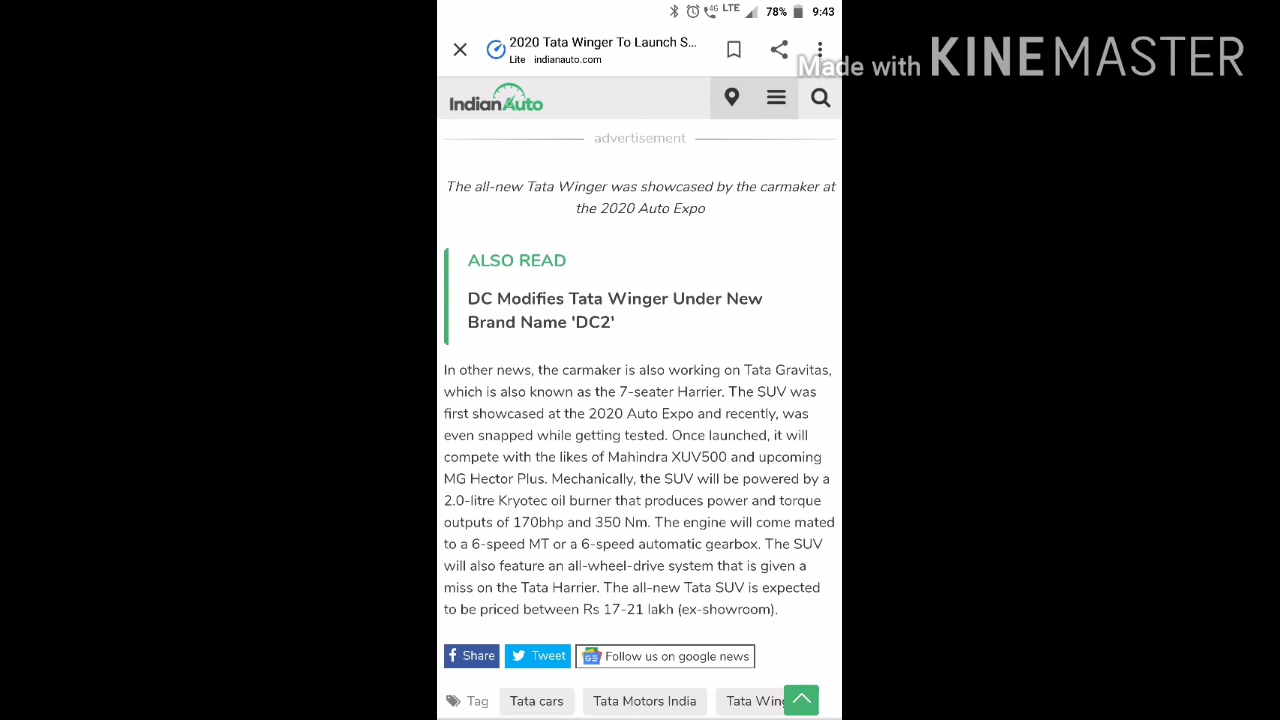 4G LTE 78% 9:43
2020 Tata Winger To Launch S...
Lite indianauto.com
Made with KINEMASTER
IndianAuto
advertisement
The all-new Tata Winger was showcased by the carmaker at
the 2020 Auto Expo
ALSO READ
DC Modifies Tata Winger Under New
Brand Name 'DC2'
In other news, the carmaker is also working on Tata Gravitas,
which is also known as the 7-seater Harrier. The SUV was
first showcased at the 2020 Auto Expo and recently, was
even snapped while getting tested. Once launched, it will
compete with the likes of Mahindra XUV500 and upcoming
MG Hector Plus. Mechanically, the SUV will be powered by a
2.0-litre Kryotec oil burner that produces power and torque
outputs of 170bhp and 350 Nm. The engine will come mated
to a 6-speed MT or a 6-speed automatic gearbox. The SUV
will also feature an all-wheel-drive system that is given a
miss on the Tata Harrier. The all-new Tata SUV is expected
to be priced between Rs 17-21 lakh (ex-showroom).
Share Tweet GE Follow us on google news
Tag Tata cars Tata Motors India Tata Wing